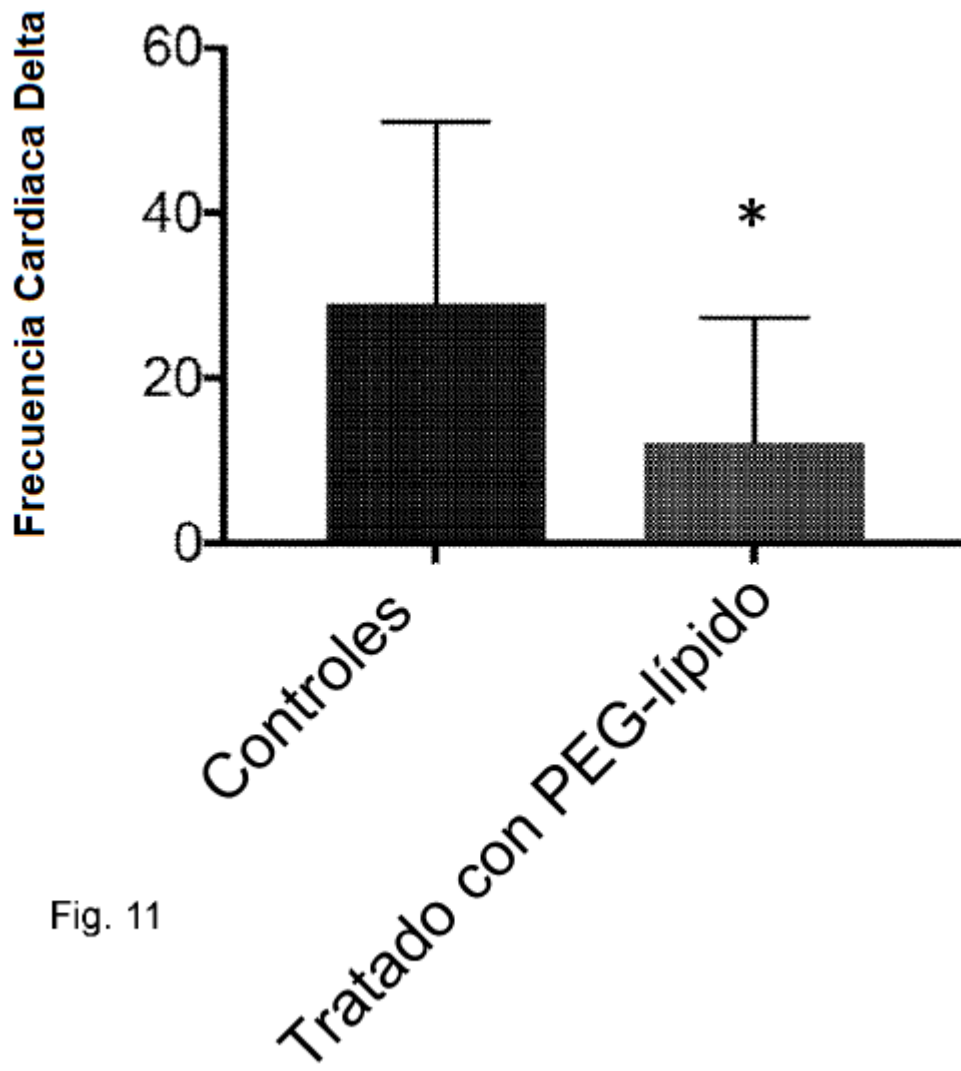 Frecuencia Cardiaca Delta
60
40
20
0
*
Controles
Tratado con PEG-lípido
Fig. 11